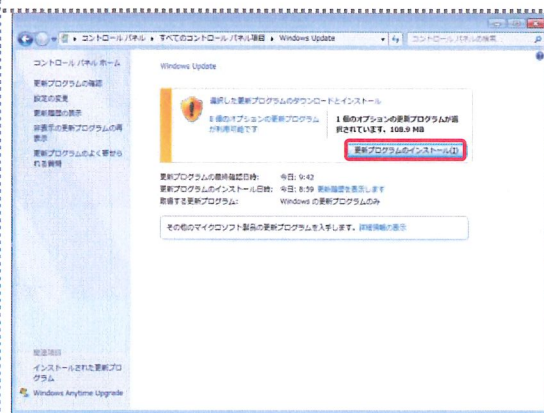 コントロール パネル ▸ すべてのコントロール パネル項目 ▸ Windows Update
コントロール パネルの検索
コントロール パネル ホーム
更新プログラムの確認
設定の変更
更新履歴の表示
非表示の更新プログラムの再
表示
更新プログラムのよく寄せら
れる質問
Windows Update
選択した更新プログラムのダウンロードとインストール
個のオプションの更新プログラム
が利用可能です
1 個のオプションの更新プログラムが選
択されています。108.9 MB
更新プログラムのインストール(I)
更新プログラムの最終確認日時: 今日: 9:42
更新プログラムのインストール日時: 今日: 8:59 更新履歴を表示します
取得する更新プログラム: Windows の更新プログラムのみ
その他のマイクロソフト製品の更新プログラムを入手します。詳細情報の表示
関連項目
インストールされた更新プロ
グラム
Windows Anytime Upgrade